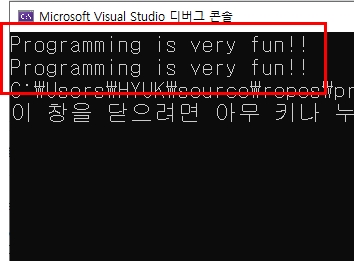 Microsoft Visual Studio 디버그 콘솔
Programming is very fun!!
Programming is very fun!!
C:₩Users₩HYUK₩source₩repos₩pr
이 창을 닫으려면 아무 키나 누